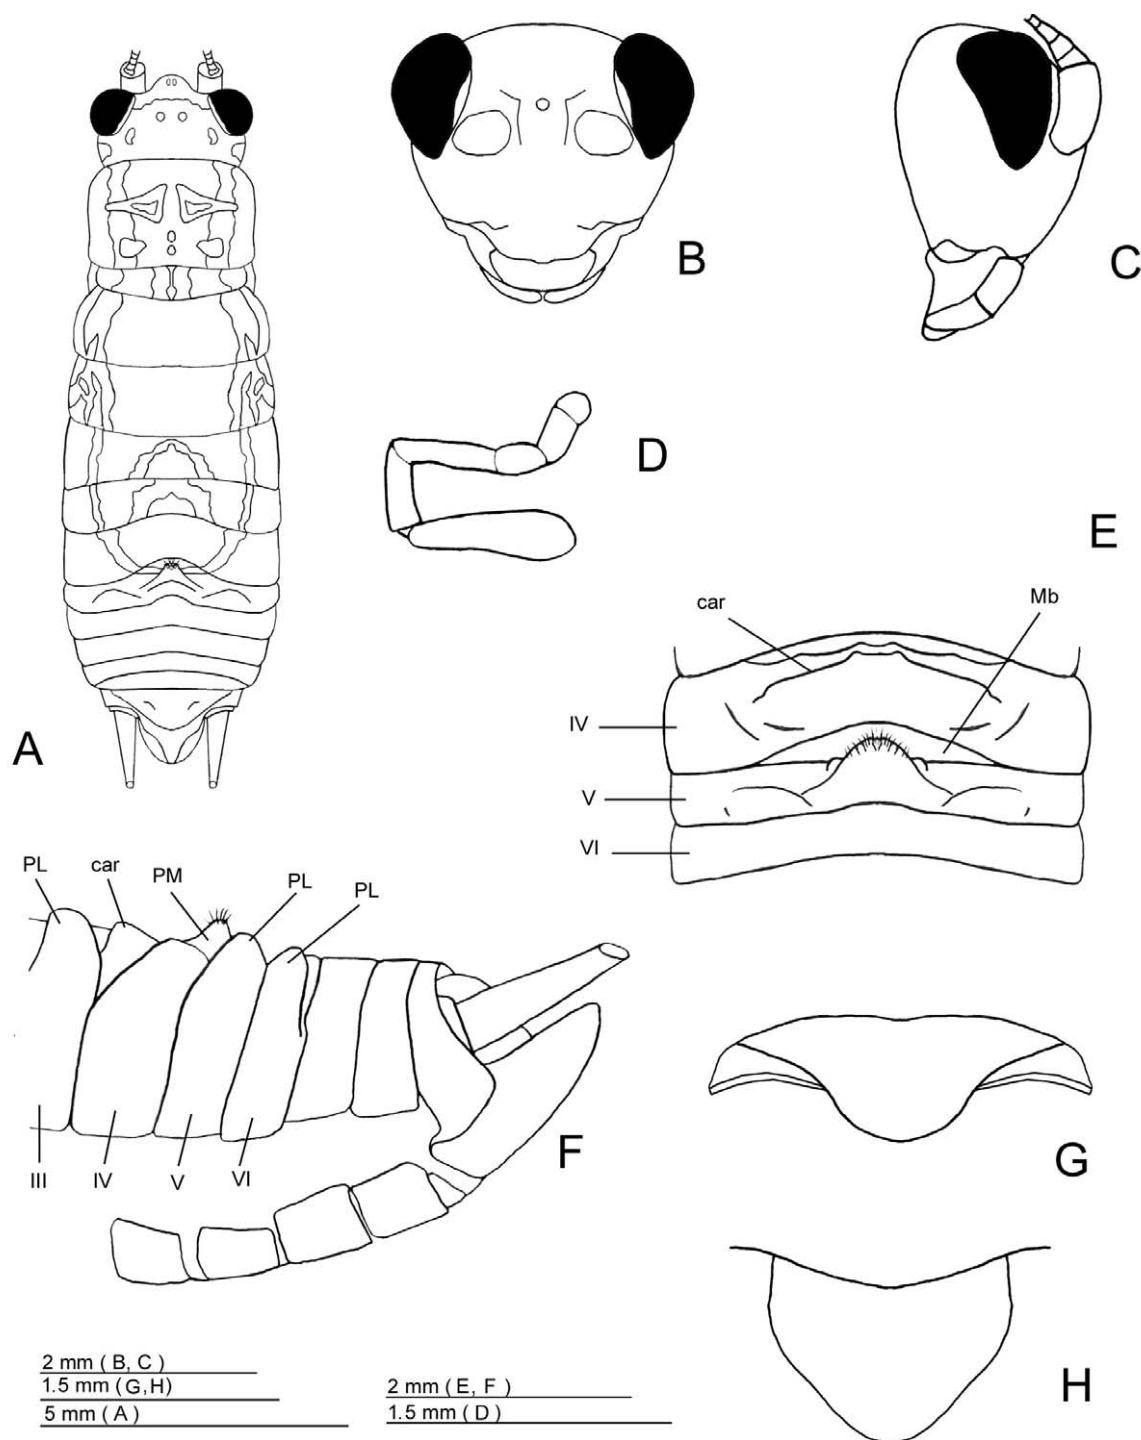 B
C
D
E
car
Mb
IV
A
V
VI
PL
car
PM
PL
PL
F
III
IV
V
VI
G
2 mm ( B, C )
1.5 mm (G,H)
5 mm ( A )
2 mm ( E, F )
1.5 mm ( D )
H